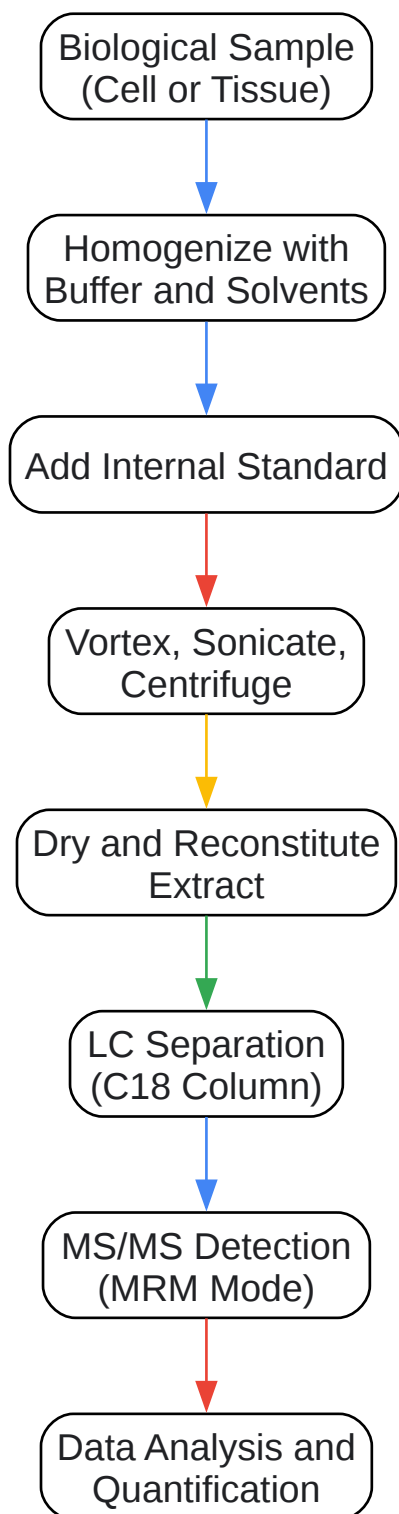 Biological Sample
(Cell or Tissue)
Homogenize with
Buffer and Solvents
Add Internal Standard
Vortex, Sonicate,
Centrifuge
Dry and Reconstitute
Extract
LC Separation
(C18 Column)
MS/MS Detection
(MRM Mode)
Data Analysis and
Quantification